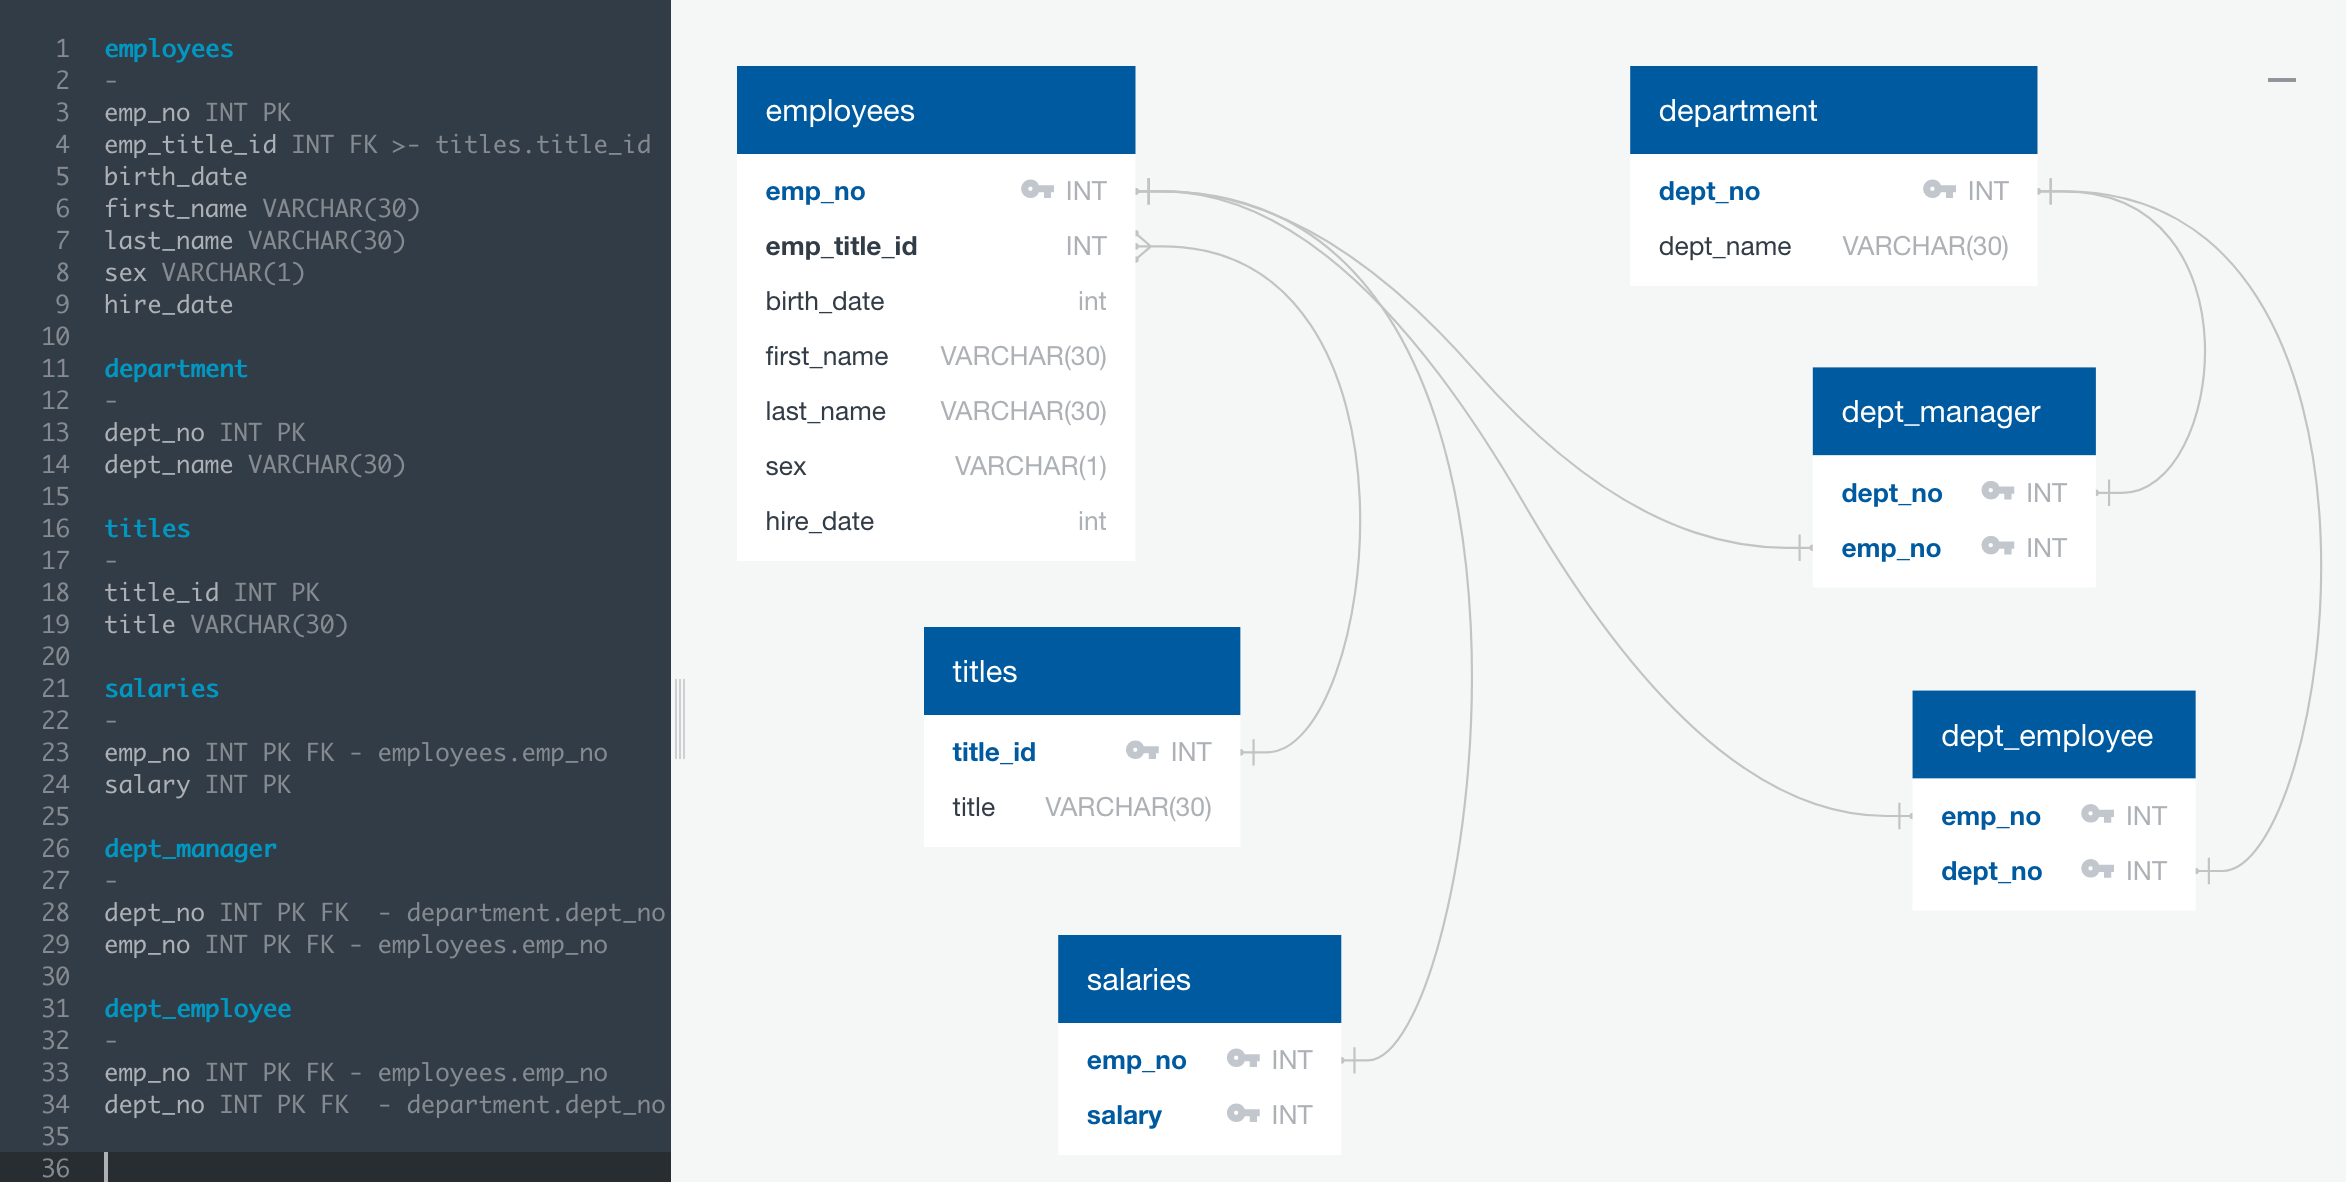 1 employees
2 -
3 emp_no INT PK
4 emp_title_id INT FK >- titles.title_id
5 birth_date
6 first_name VARCHAR(30)
7 last_name VARCHAR(30)
8 sex VARCHAR(1)
9 hire_date
10
11 department
12 -
13 dept_no INT PK
14 dept_name VARCHAR(30)
15
16 titles
17 -
18 title_id INT PK
19 title VARCHAR(30)
20
21 salaries
22 -
23 emp_no INT PK FK - employees.emp_no
24 salary INT PK
25
26 dept_manager
27 -
28 dept_no INT PK FK  - department.dept_no
29 emp_no INT PK FK - employees.emp_no
30
31 dept_employee
32 -
33 emp_no INT PK FK - employees.emp_no
34 dept_no INT PK FK  - department.dept_no
35
36
employees
emp_no INT
emp_title_id INT
birth_date int
first_name VARCHAR(30)
last_name VARCHAR(30)
sex VARCHAR(1)
hire_date int
department
dept_no INT
dept_name VARCHAR(30)
dept_manager
dept_no INT
emp_no INT
titles
title_id INT
title VARCHAR(30)
dept_employee
emp_no INT
dept_no INT
salaries
emp_no INT
salary INT